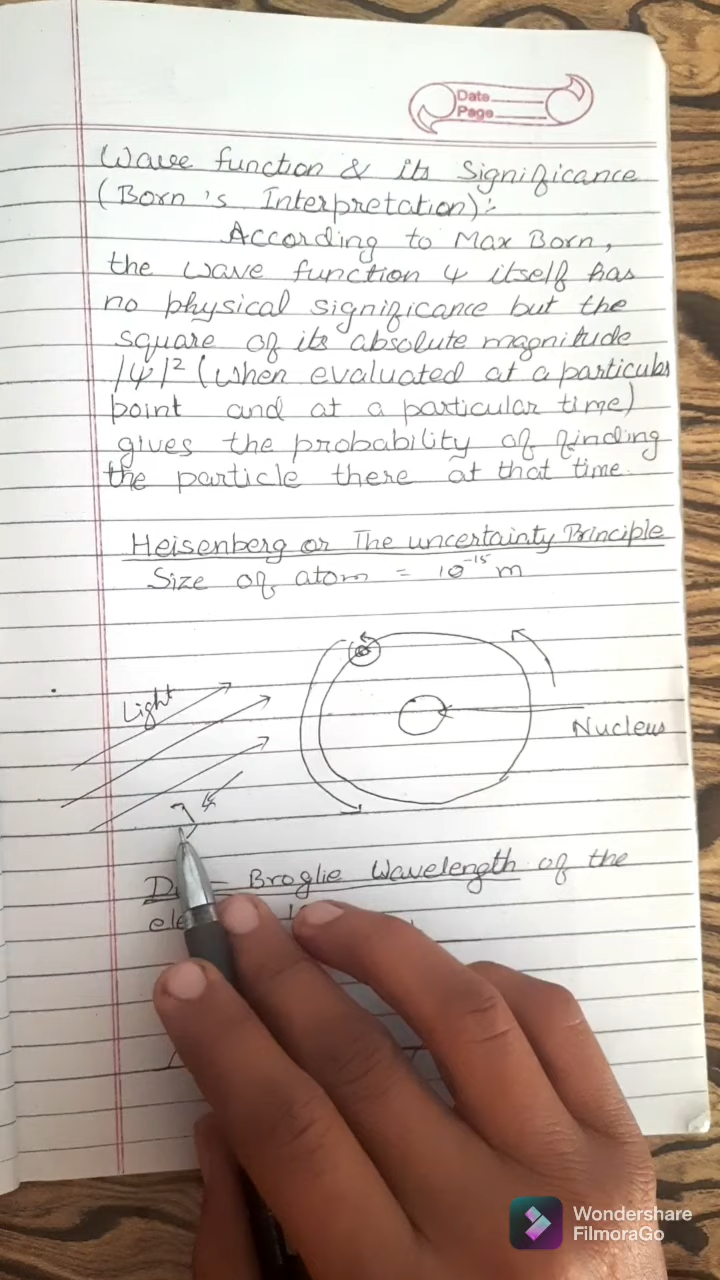 Date
Page
Wave function & its Significance
(Born's Interpretation):-
According to Max Born,
the wave function ψ itself has
no physical significance but the
square of its absolute magnitude
|ψ|² (when evaluated at a particular
point and at a particular time)
gives the probability of finding
the particle there at that time.
Heisenberg or The uncertainty Principle
Size of atom = 10⁻¹⁵ m
Light
Nucleus
Broglie Wavelength of the
Wondershare
FilmoraGo